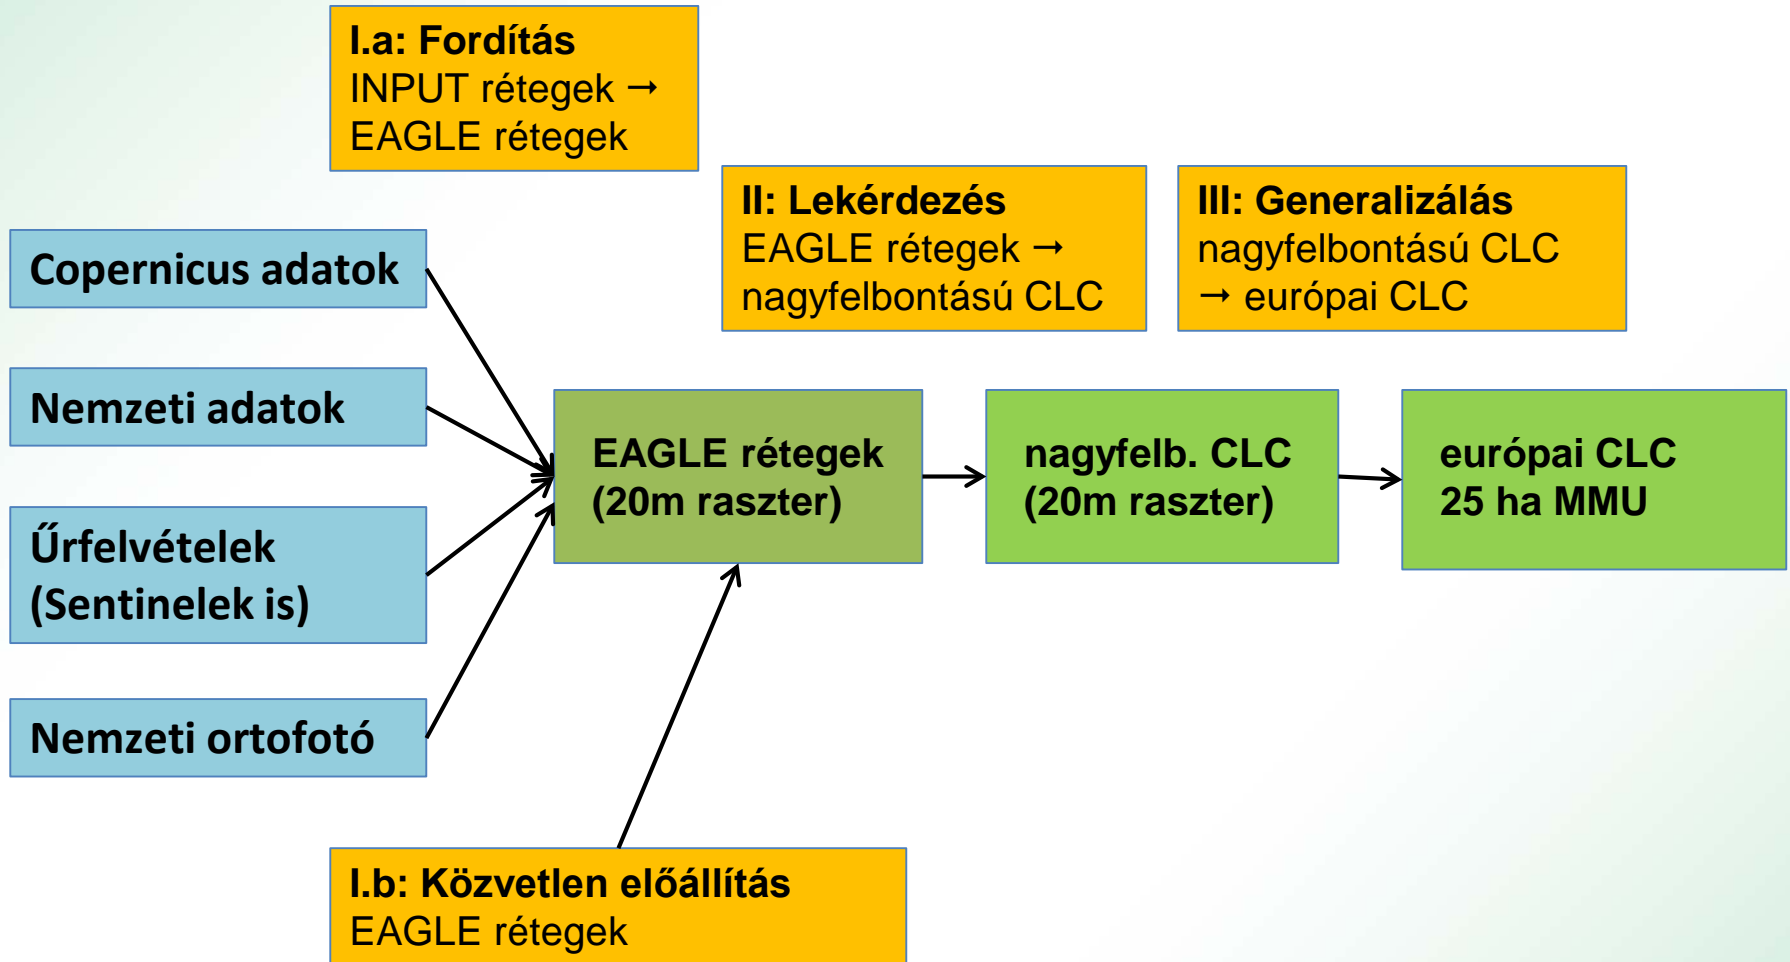 I.a: Fordítás
INPUT rétegek →
EAGLE rétegek
II: Lekérdezés
EAGLE rétegek →
nagyfelbontású CLC
III: Generalizálás
nagyfelbontású CLC
→ európai CLC
Copernicus adatok
Nemzeti adatok
Űrfelvételek
(Sentinelek is)
Nemzeti ortofotó
EAGLE rétegek
(20m raszter)
nagyfelb. CLC
(20m raszter)
európai CLC
25 ha MMU
I.b: Közvetlen előállítás
EAGLE rétegek